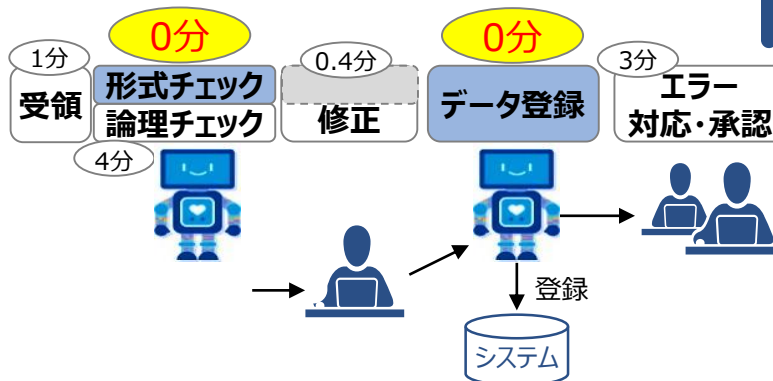 1分
受領
0分
形式チェック
論理チェック
4分
0.4分
修正
0分
データ登録
3分
エラー
対応・承認
登録
システム